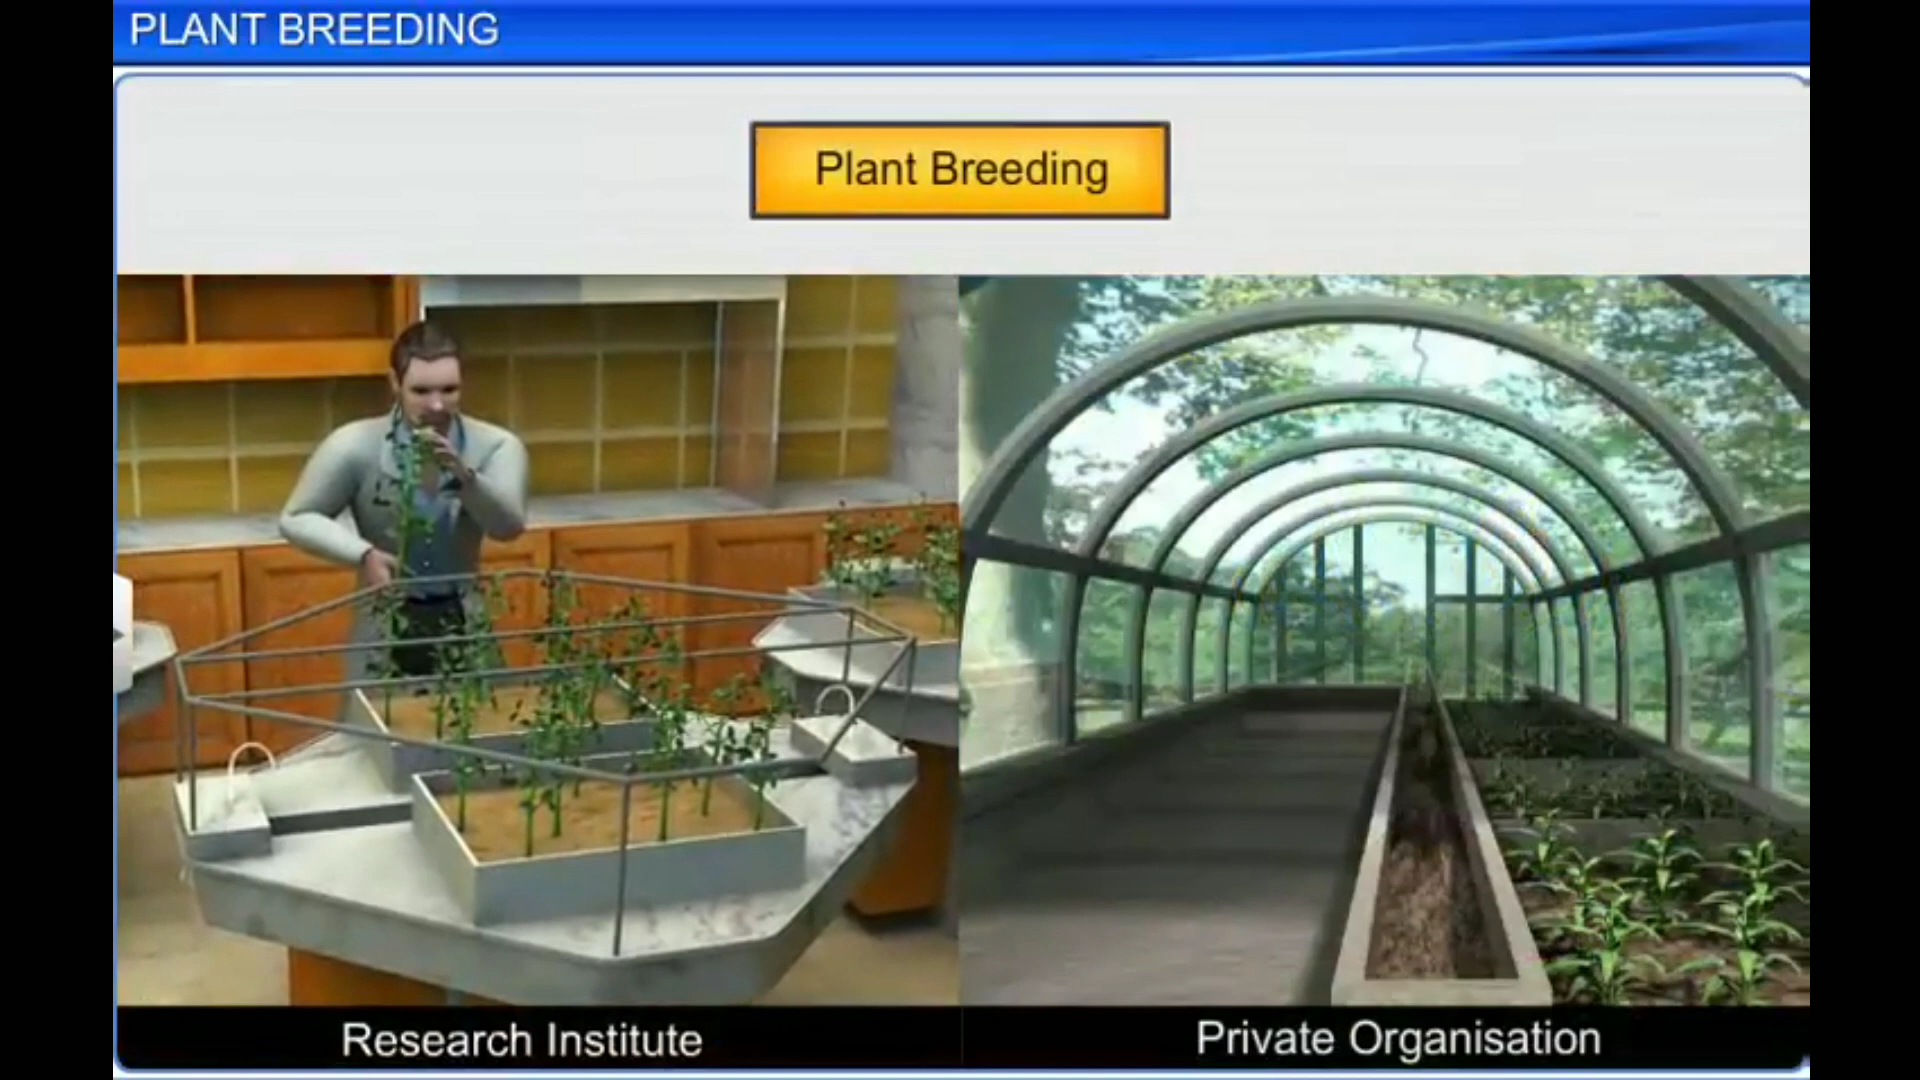 PLANT BREEDING
Plant Breeding
Research Institute
Private Organisation